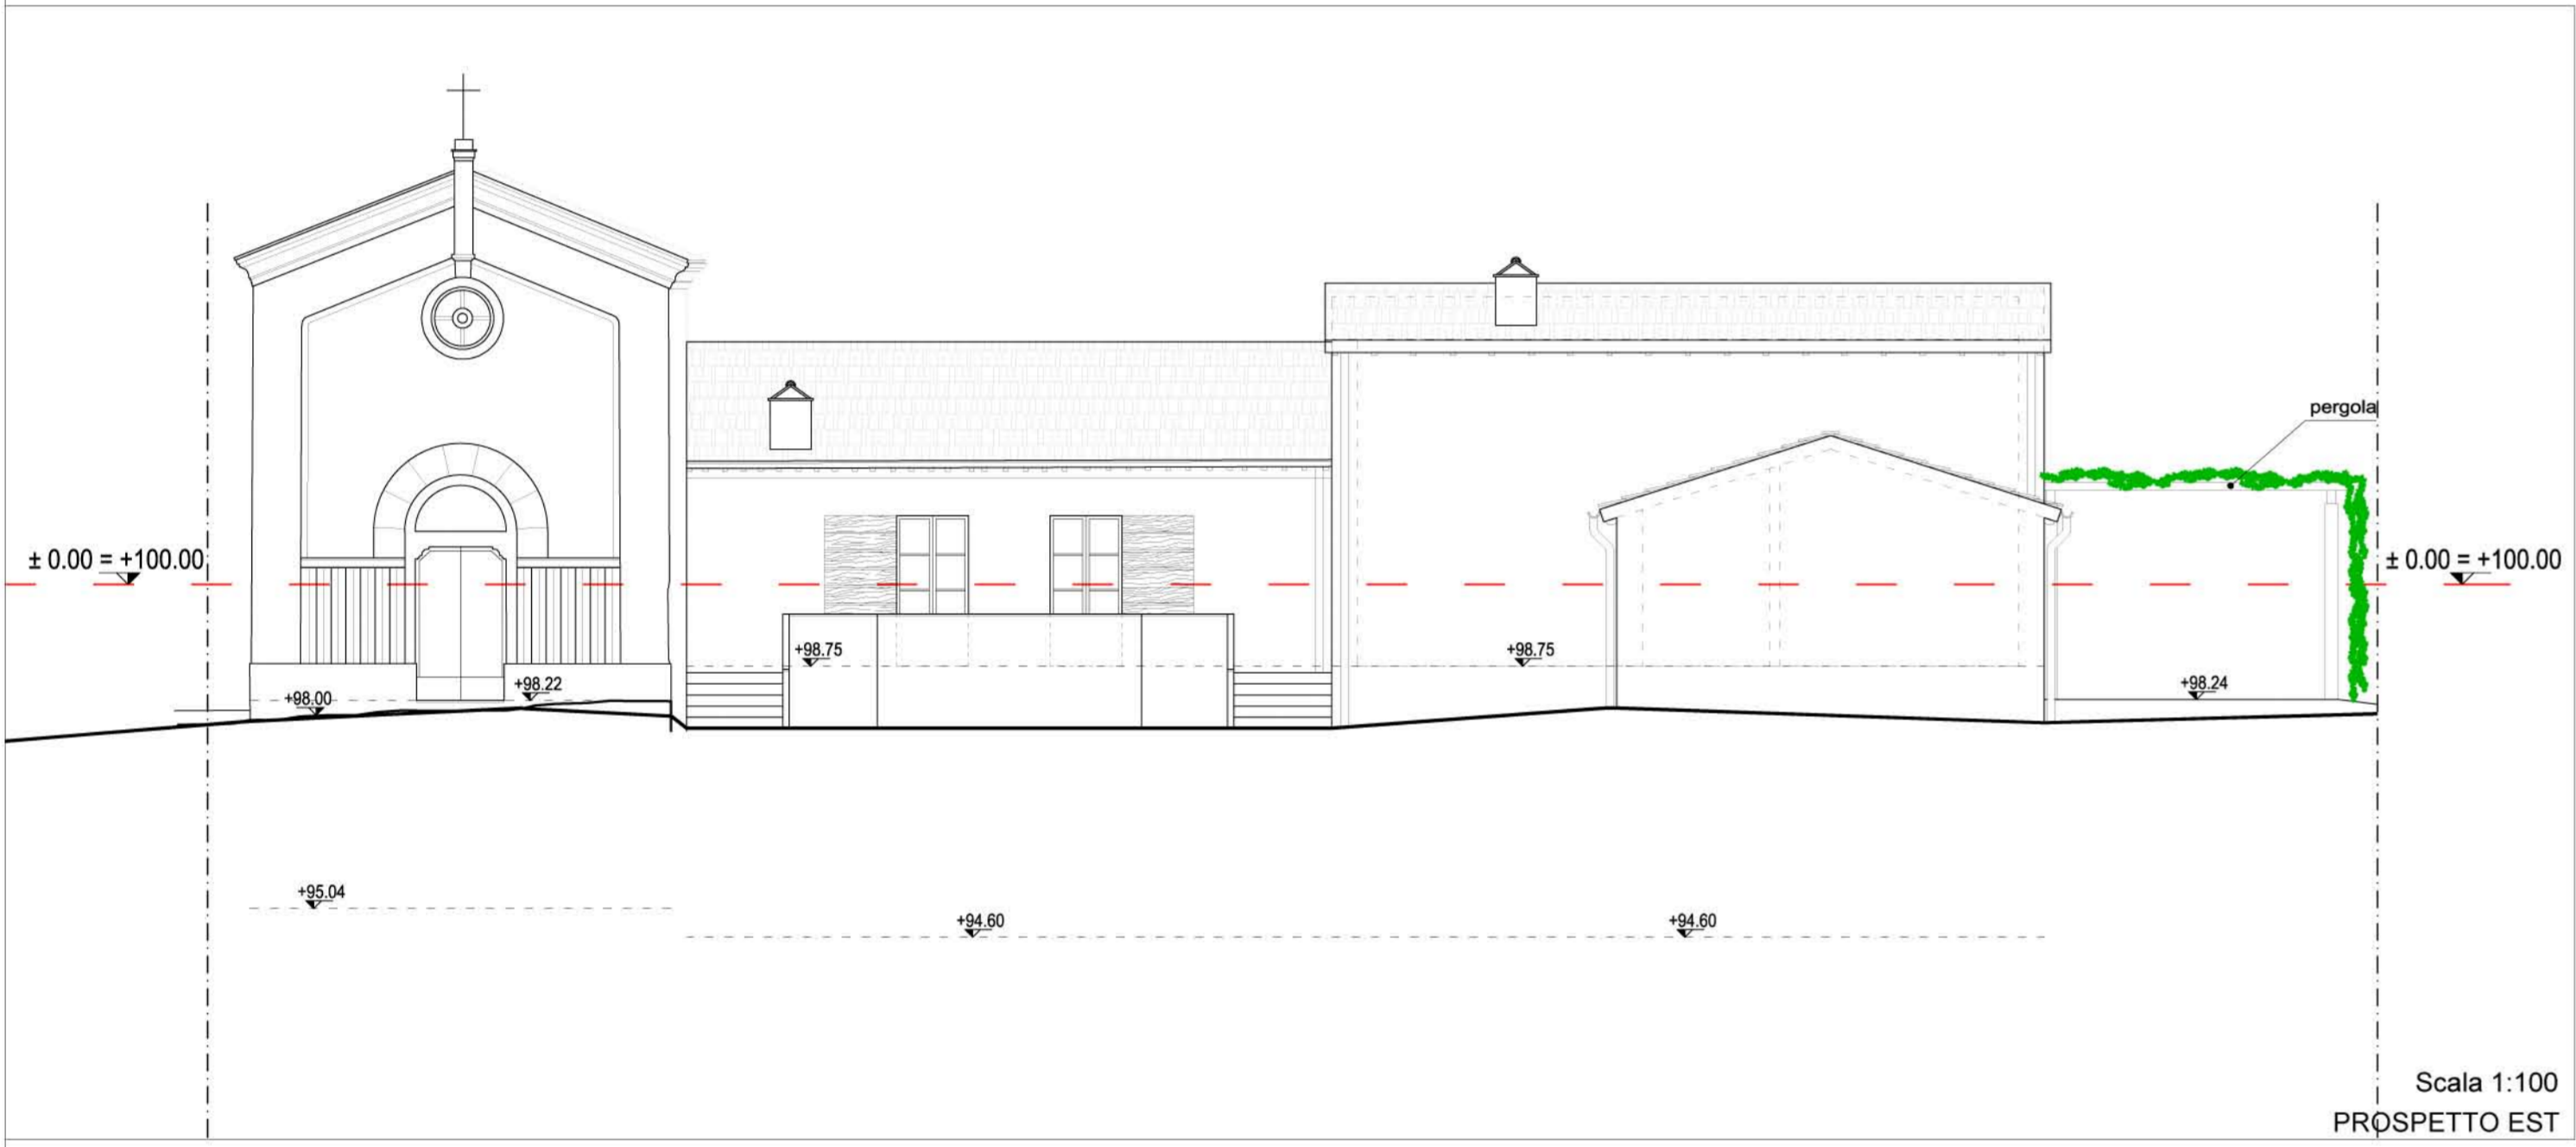 pergola
± 0.00 = +100.00
± 0.00 = +100.00
+98.75
+98.75
+98.22
+98.24
+98.00
+95.04
+94.60
+94.60
Scala 1:100
PROSPETTO EST